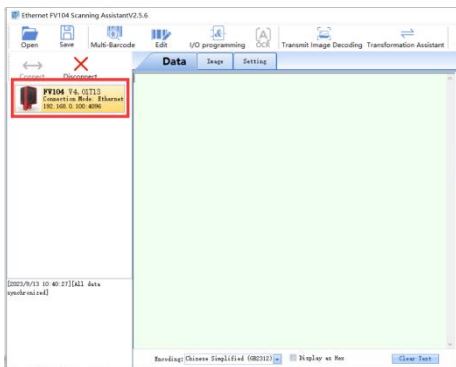 Ethernet FV104 Scanning AssistantV2.5.6
Open Save Multi-Barcode Edit I/O programming OCR Transmit Image Decoding Transformation Assistant
Connect Disconnect
Data Image Setting
FV104 V4.01T13
Connection Mode: Ethernet
192.168.0.100:4096
[2023/9/13 10:40:27][All data
synchronized]
Encoding: Chinese Simplified (GB2312) Display as Hex Clear Text